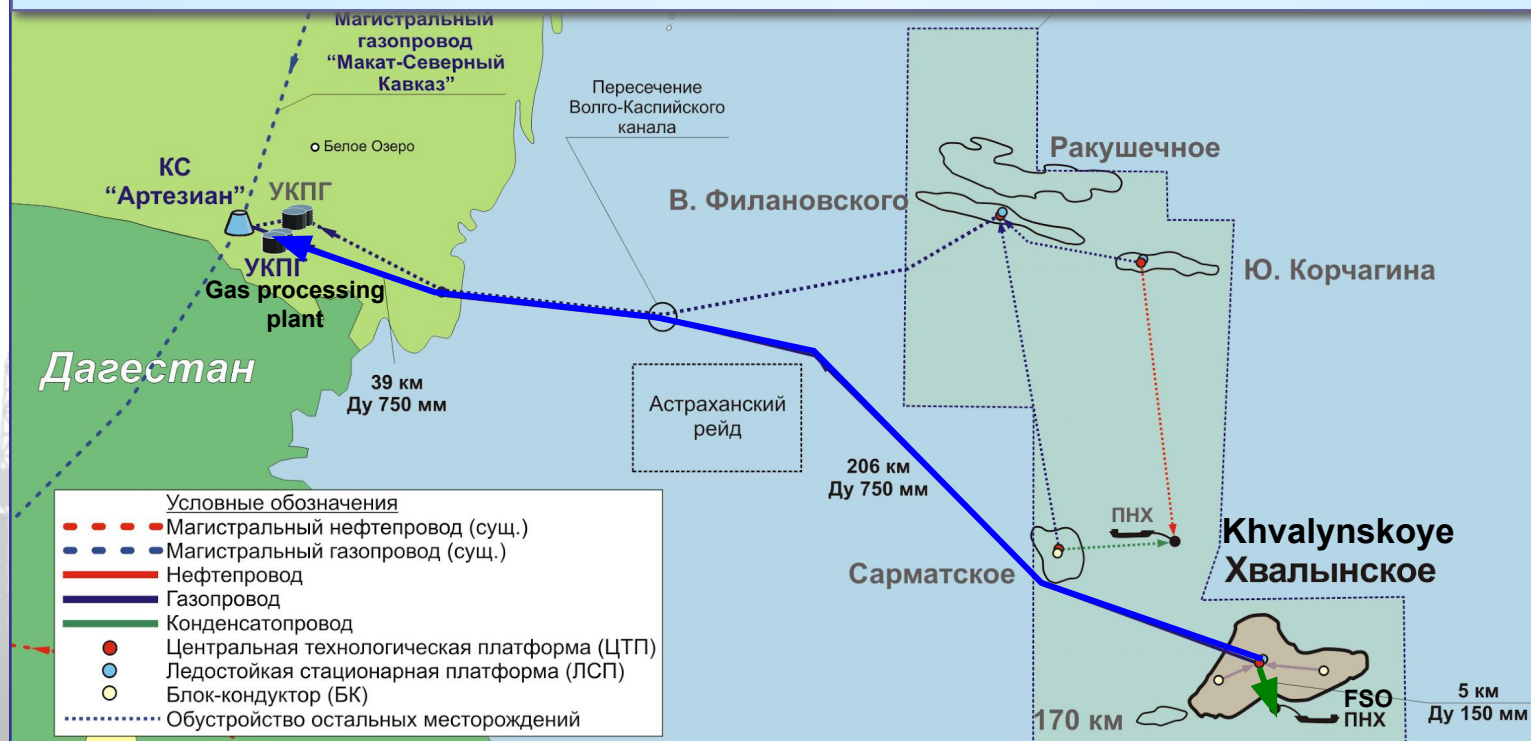 Магистральный
газопровод
“Макат-Северный
Кавказ”
Пересечение
Волго-Каспийского
канала
Белое Озеро
Ракушечное
КС
“Артезиан”
УКПГ
В. Филановского
УКПГ
Gas processing
plant
Ю. Корчагина
Дагестан
39 км
Ду 750 мм
Астраханский
рейд
206 км
Ду 750 мм
ПНХ
Khvalynskoye
Хвалынское
Сарматское
Условные обозначения
Магистральный нефтепровод (сущ.)
Магистральный газопровод (сущ.)
Нефтепровод
Газопровод
Конденсатопровод
Центральная технологическая платформа (ЦТП)
Ледостойкая стационарная платформа (ЛСП)
Блок-кондуктор (БК)
Обустройство остальных месторождений
FSO
ПНХ
5 км
Ду 150 мм
170 км